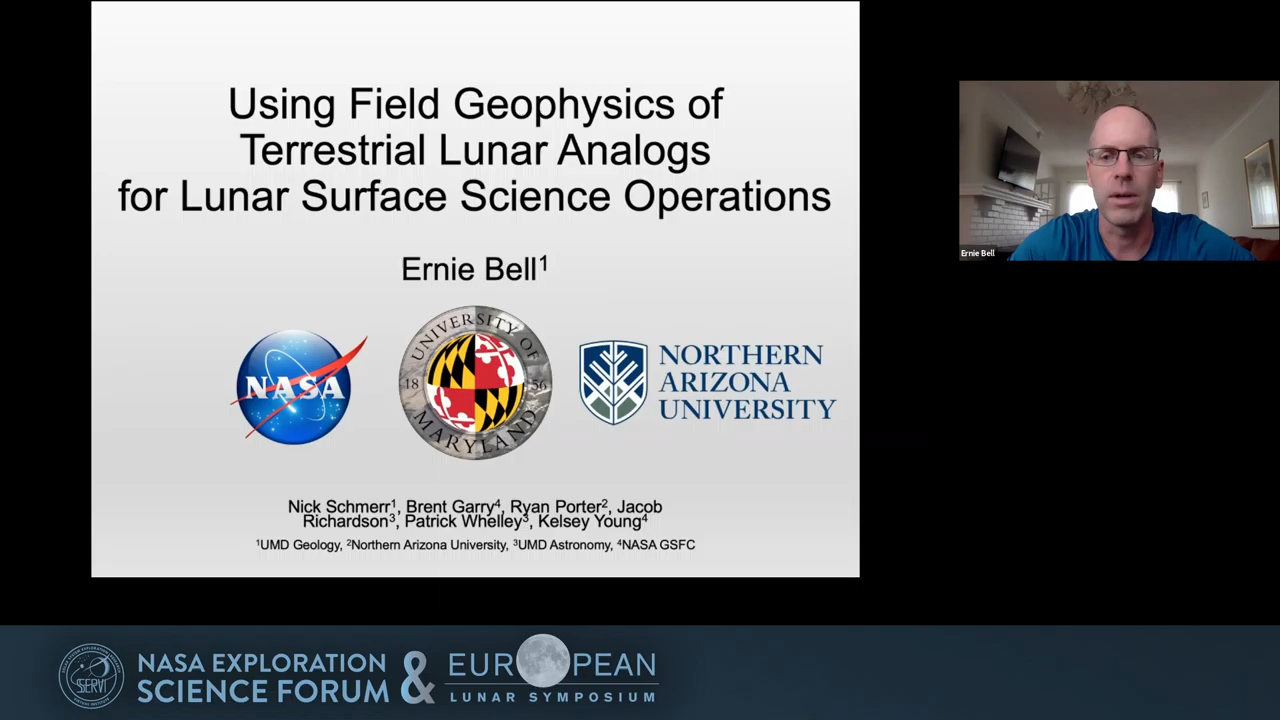 Using Field Geophysics of
Terrestrial Lunar Analogs
for Lunar Surface Science Operations
Ernie Bell¹
NASA
UNIVERSITY OF
18 56
MARYLAND
NORTHERN
ARIZONA
UNIVERSITY
Nick Schmerr¹, Brent Garry⁴, Ryan Porter², Jacob
Richardson³, Patrick Whelley³, Kelsey Young⁴
¹UMD Geology, ²Northern Arizona University, ³UMD Astronomy, ⁴NASA GSFC
Ernie Bell
SSERVI
NASA EXPLORATION
SCIENCE FORUM
&
EUROPEAN
LUNAR SYMPOSIUM